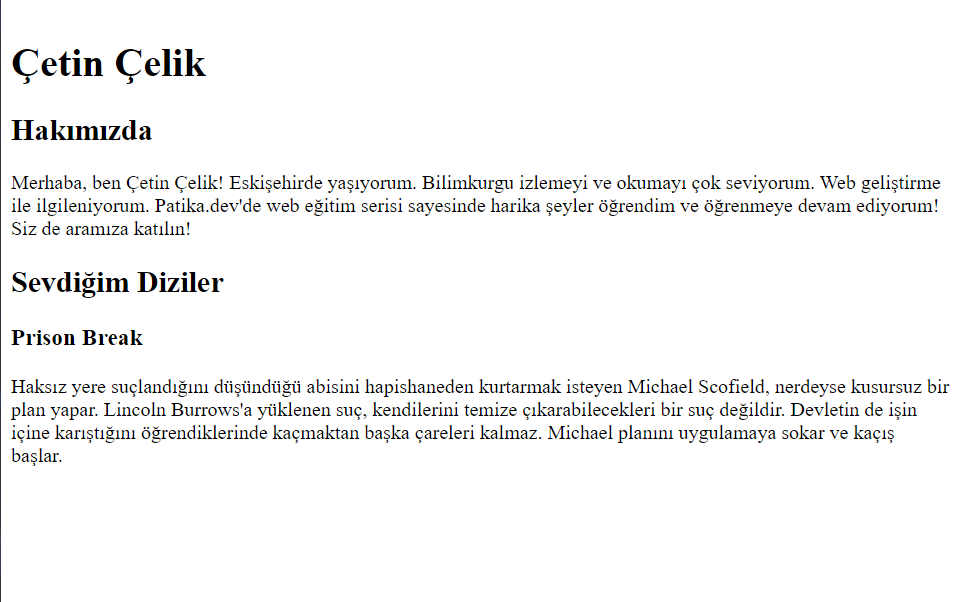 Çetin Çelik
Hakımızda
Merhaba, ben Çetin Çelik! Eskişehirde yaşıyorum. Bilimkurgu izlemeyi ve okumayı çok seviyorum. Web geliştirme
ile ilgileniyorum. Patika.dev'de web eğitim serisi sayesinde harika şeyler öğrendim ve öğrenmeye devam ediyorum!
Siz de aramıza katılın!
Sevdiğim Diziler
Prison Break
Haksız yere suçlandığını düşündüğü abisini hapishaneden kurtarmak isteyen Michael Scofield, nerdeyse kusursuz bir
plan yapar. Lincoln Burrows'a yüklenen suç, kendilerini temize çıkarabilecekleri bir suç değildir. Devletin de işin
içine karıştığını öğrendiklerinde kaçmaktan başka çareleri kalmaz. Michael planını uygulamaya sokar ve kaçış
başlar.